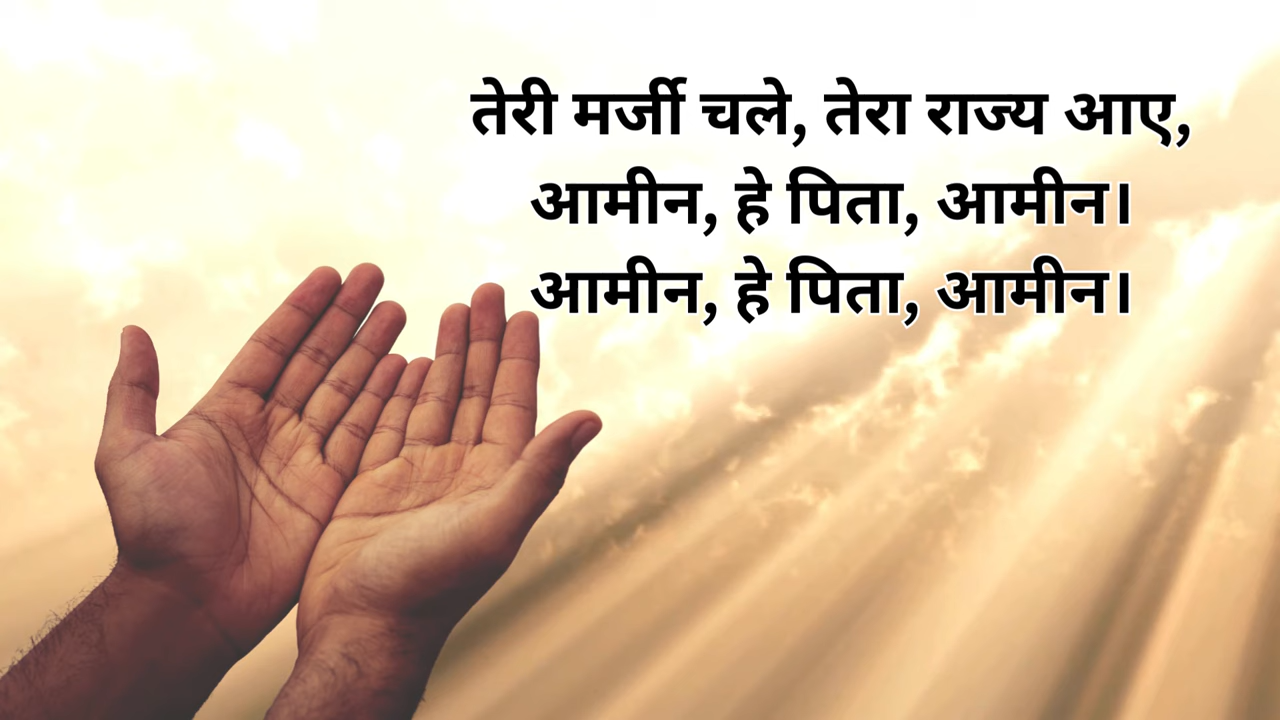 तेरी मर्जी चले, तेरा राज्य आए,
आमीन, हे पिता, आमीन।
आमीन, हे पिता, आमीन।